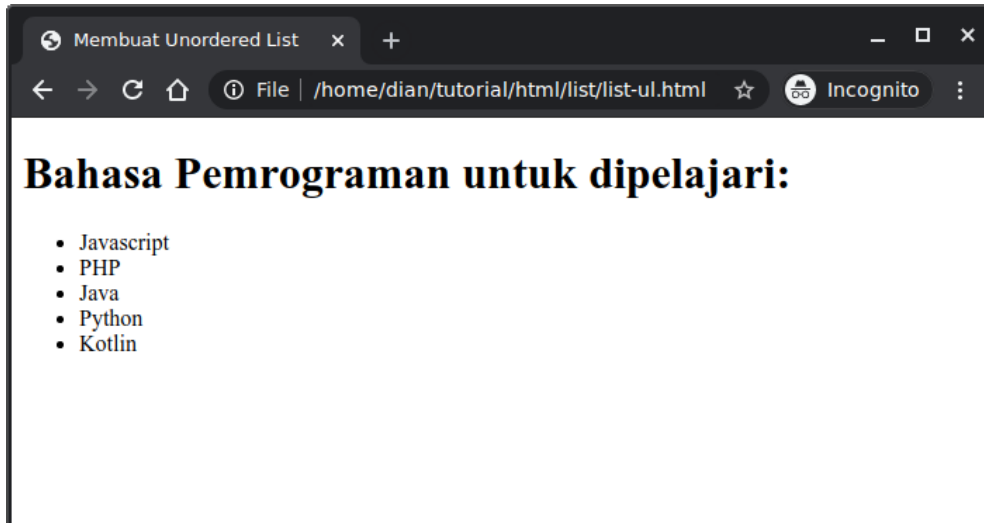 Membuat Unordered List
File /home/dian/tutorial/html/list/list-ul.html Incognito
Bahasa Pemrograman untuk dipelajari:
Javascript
PHP
Java
Python
Kotlin